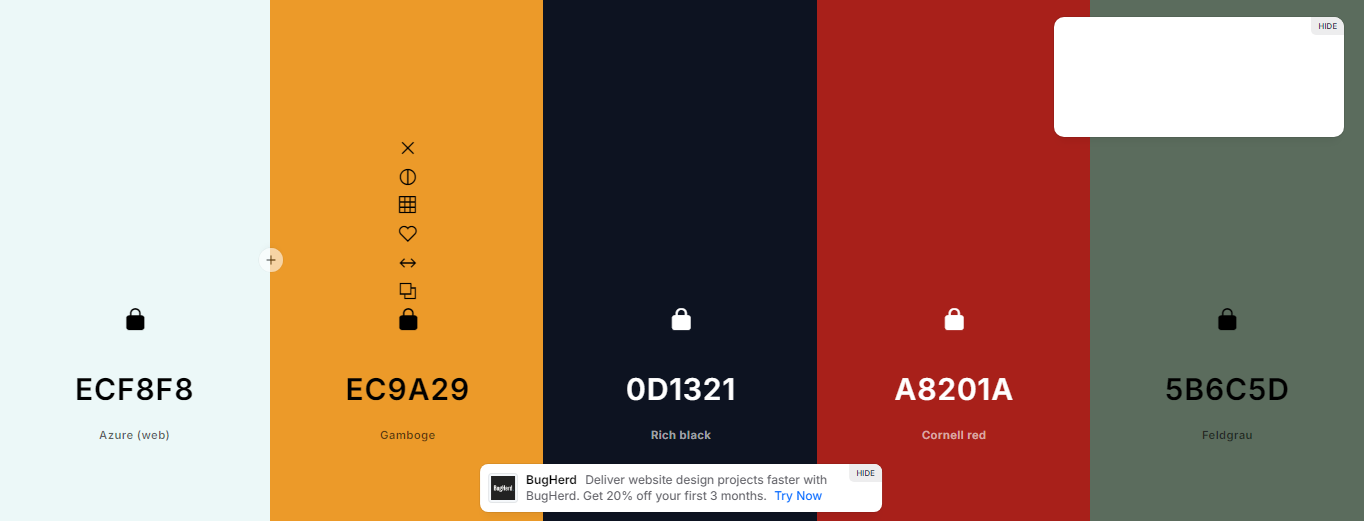 HIDE
ECF8F8
Azure (web)
EC9A29
Gamboge
0D1321
Rich black
A8201A
Cornell red
5B6C5D
Feldgrau
HIDE
BugHerd
BugHerd Deliver website design projects faster with
BugHerd. Get 20% off your first 3 months. Try Now